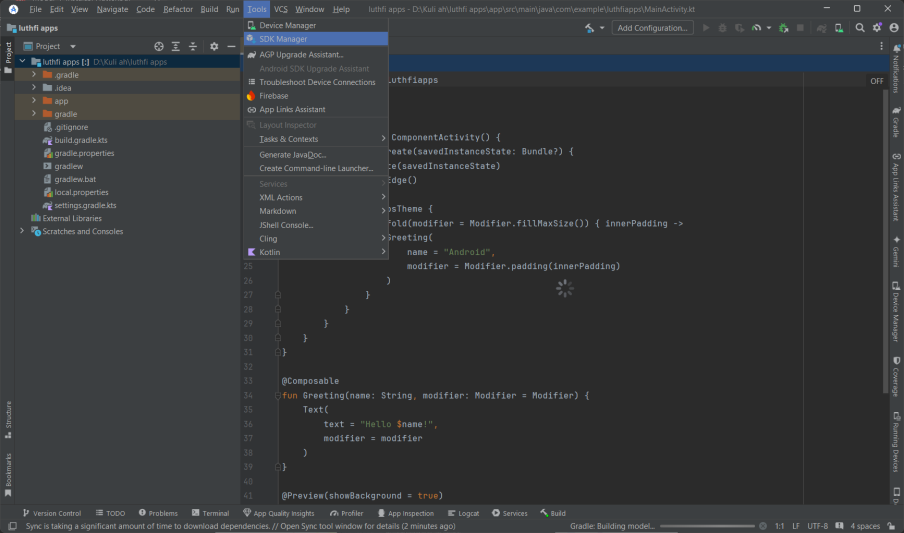 File Edit View Navigate Code Refactor Build Run Tools VCS Window Help luthfi apps - D:\Kuli ah\luthfi apps\app\src\main\java\com\example\luthfiapps\MainActivity.kt
luthfi apps
Add Configuration...
Project
Project
luthfi apps [:] D:\Kuli ah\luthfi apps
.gradle
.idea
app
gradle
.gitignore
build.gradle.kts
gradle.properties
gradlew
gradlew.bat
local.properties
settings.gradle.kts
External Libraries
Scratches and Consoles
Structure
Bookmarks
Device Manager
SDK Manager
AGP Upgrade Assistant...
Android SDK Upgrade Assistant
Troubleshoot Device Connections
Firebase
App Links Assistant
Layout Inspector
Tasks & Contexts
Generate JavaDoc...
Create Command-line Launcher...
Services
XML Actions
Markdown
JShell Console...
Cling
Kotlin
OFF
luthfiapps
ComponentActivity() {
reate(savedInstanceState: Bundle?) {
te(savedInstanceState)
Edge()
osTheme {
fold(modifier = Modifier.fillMaxSize()) { innerPadding ->
Greeting(
name = "Android",
25 modifier = Modifier.padding(innerPadding)
26 )
27 }
28 }
29 }
30 }
31 }
32
33 @Composable
34 fun Greeting(name: String, modifier: Modifier = Modifier) {
35 Text(
36 text = "Hello $name!",
37 modifier = modifier
38 )
39 }
40
41 @Preview(showBackground = true)
Notifications
Gradle
App Links Assistant
Gemini
Device Manager
Coverage
Running Devices
Version Control TODO Problems Terminal App Quality Insights Profiler App Inspection Logcat Services Build
Sync is taking a significant amount of time to download dependencies. // Open Sync tool window for details (2 minutes ago) Gradle: Building model... 1:1 LF UTF-8 4 spaces